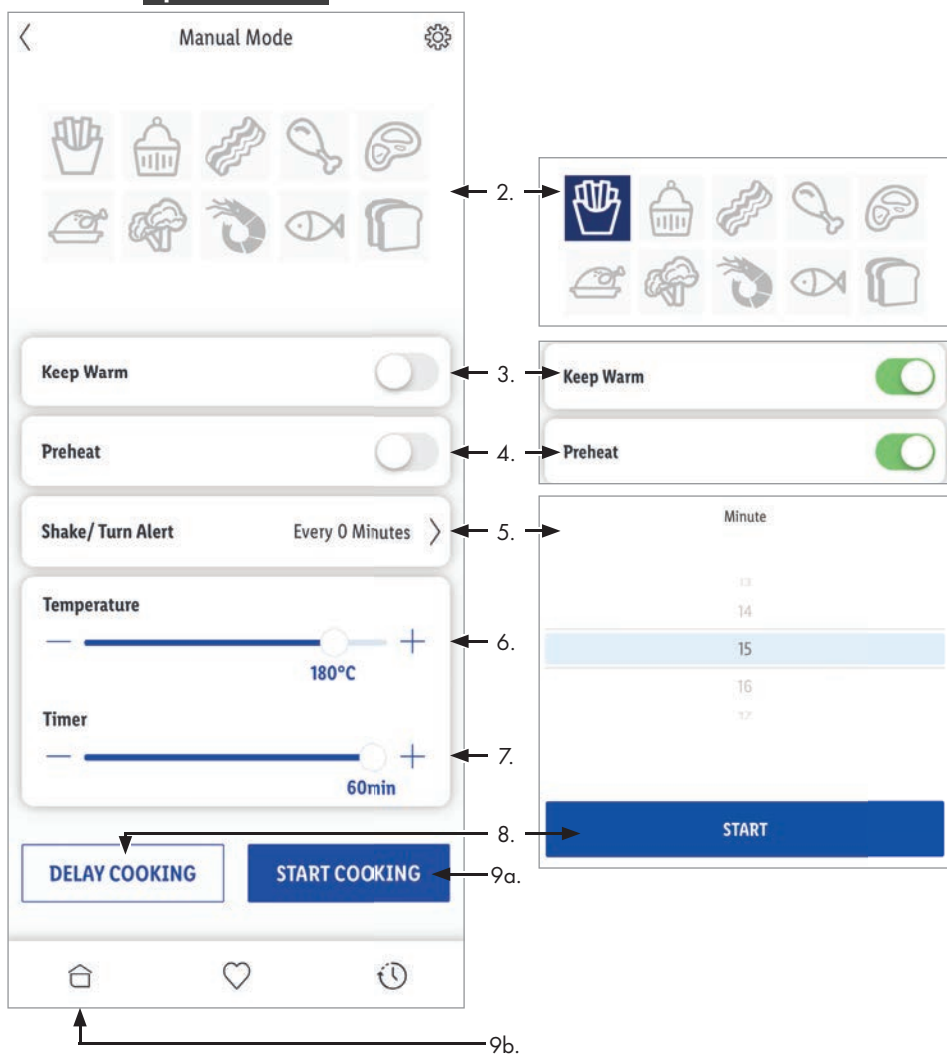 Manual Mode
2.
Keep Warm
3.
Keep Warm
Preheat
4.
Preheat
Shake/ Turn Alert
Every 0 Minutes
5.
Minute
14
15
16
Temperature
6.
180°C
Timer
7.
60min
8.
START
DELAY COOKING
START COOKING
9a.
9b.